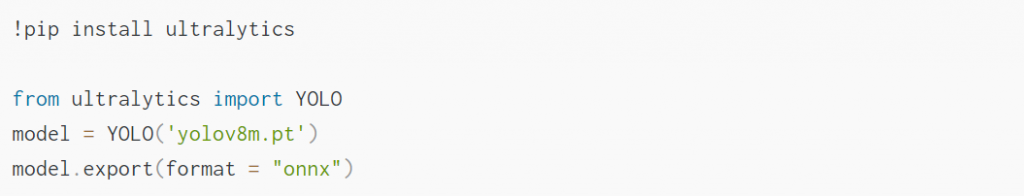 !pip install ultralytics
from ultralytics import YOLO
model = YOLO('yolov8m.pt')
model.export(format = "onnx")